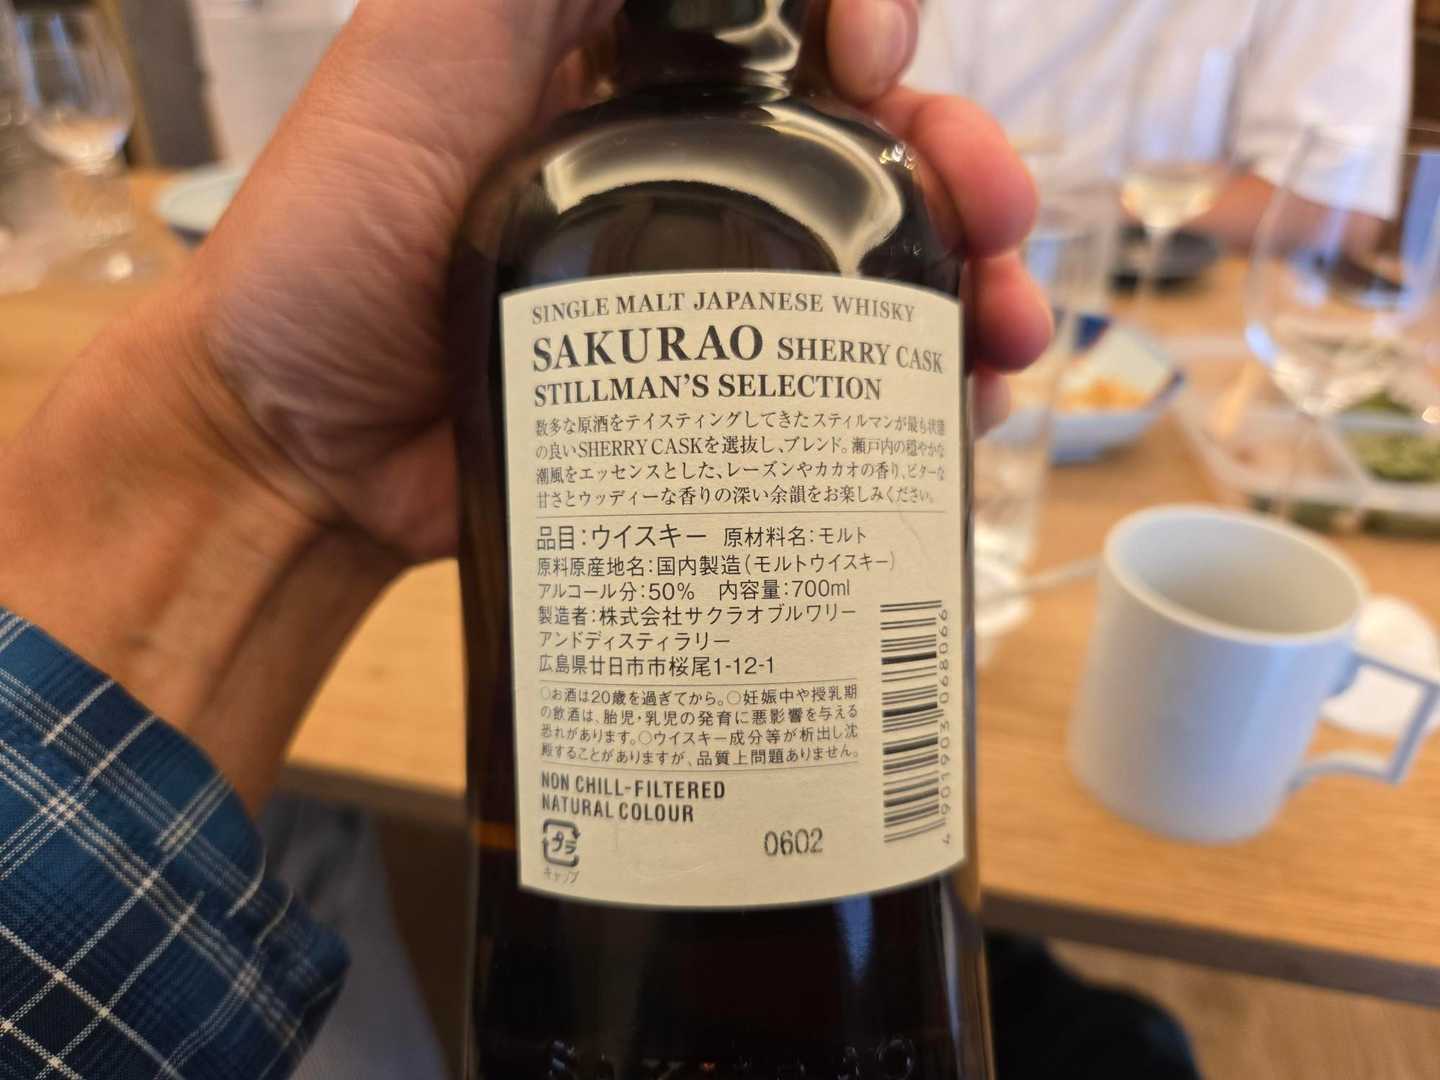 SINGLE MALT JAPANESE WHISKY
SAKURAO SHERRY CASK
STILLMAN'S SELECTION
数多な原酒をテイスティングしてきたスティルマンが最も状態
の良いSHERRY CASKを選抜し、ブレンド。瀬戸内の穏やかな
潮風をエッセンスとした、レーズンやカカオの香り、ビターな
甘さとウッディーな香りの深い余韻をお楽しみください。
品目:ウイスキー 原材料名:モルト
原料原産地名:国内製造(モルトウイスキー)
アルコール分:50% 内容量:700ml
製造者:株式会社サクラオブルワリー
アンドディスティラリー
広島県廿日市市桜尾1-12-1
○お酒は20歳を過ぎてから。○妊娠中や授乳期
の飲酒は、胎児・乳児の発育に悪影響を与える
恐れがあります。○ウイスキー成分等が析出し沈
殿することがありますが、品質上問題ありません。
NON CHILL-FILTERED
NATURAL COLOUR
プラ
キャップ
0602
4 901903 068066